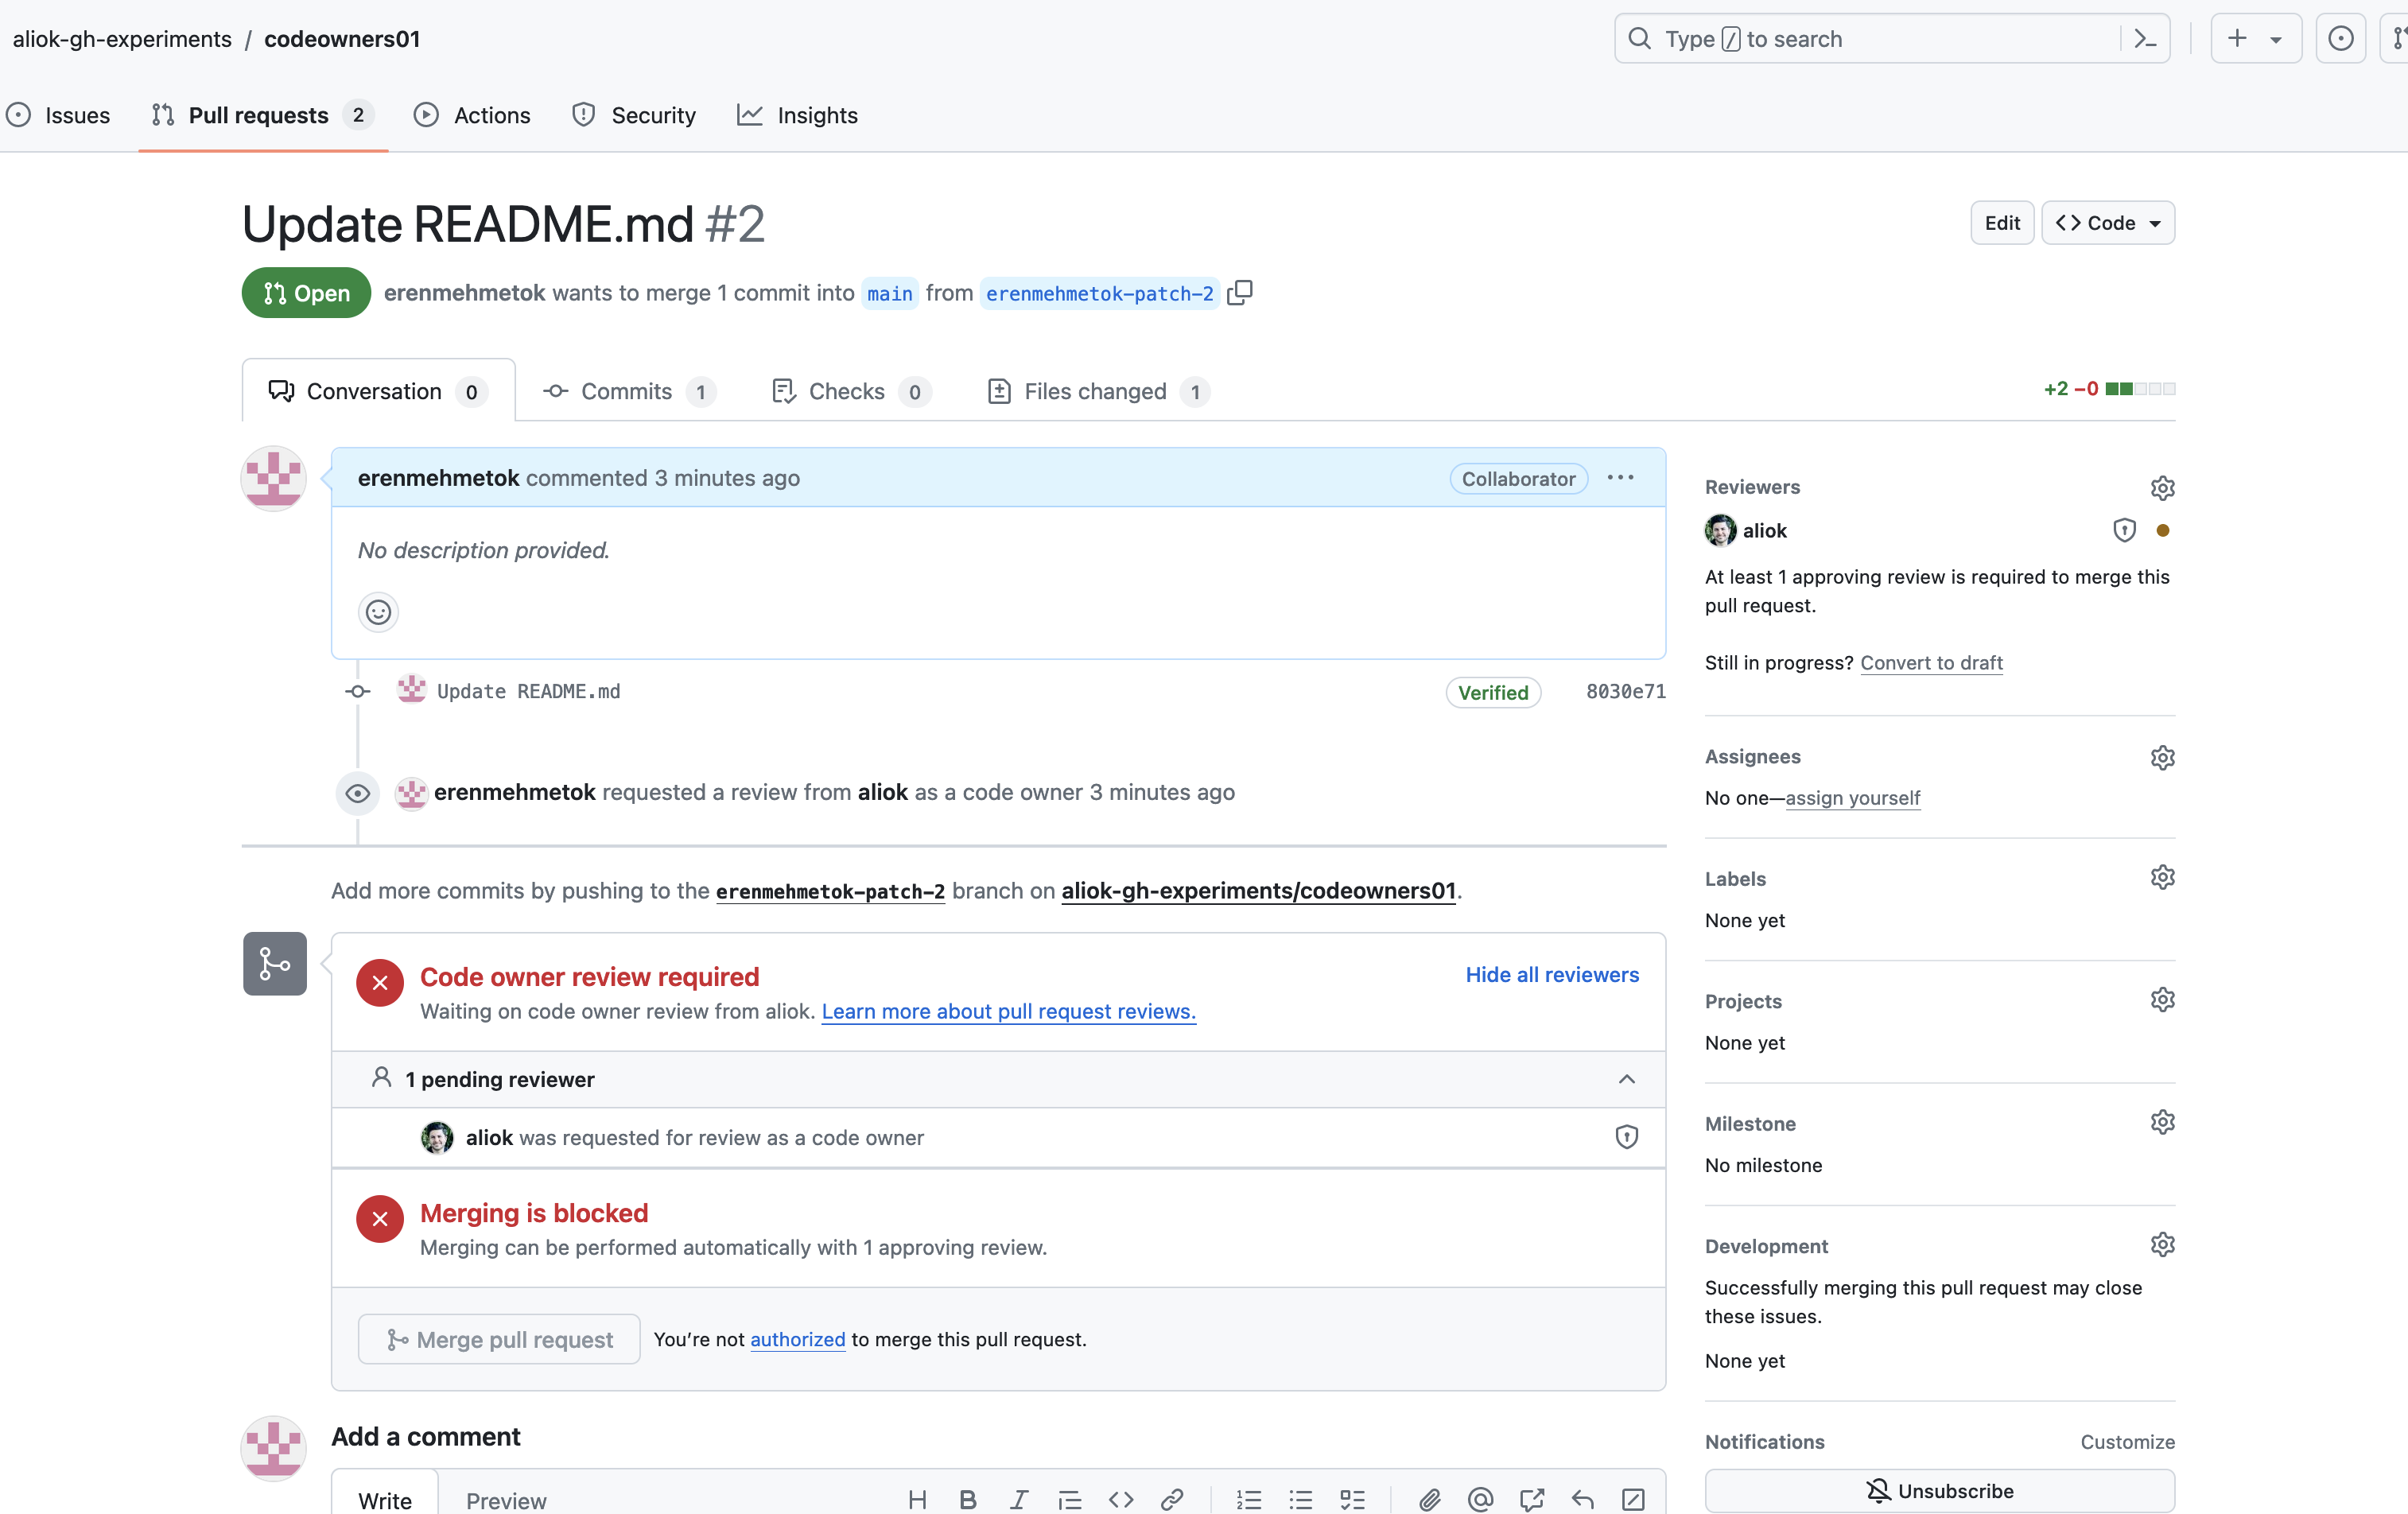 aliok-gh-experiments / codeowners01
Type / to search
Issues
Pull requests 2
Actions
Security
Insights
Update README.md #2
Edit
Code
Open
erenmehmetok wants to merge 1 commit into main from erenmehmetok-patch-2
Conversation 0
Commits 1
Checks 0
Files changed 1
+2 −0
erenmehmetok commented 3 minutes ago
Collaborator
No description provided.
Update README.md
Verified
8030e71
erenmehmetok requested a review from aliok as a code owner 3 minutes ago
Add more commits by pushing to the erenmehmetok-patch-2 branch on aliok-gh-experiments/codeowners01.
Code owner review required
Hide all reviewers
Waiting on code owner review from aliok. Learn more about pull request reviews.
1 pending reviewer
aliok was requested for review as a code owner
Merging is blocked
Merging can be performed automatically with 1 approving review.
Merge pull request
You’re not authorized to merge this pull request.
Add a comment
Write
Preview
Reviewers
aliok
At least 1 approving review is required to merge this
pull request.
Still in progress? Convert to draft
Assignees
No one—assign yourself
Labels
None yet
Projects
None yet
Milestone
No milestone
Development
Successfully merging this pull request may close
these issues.
None yet
Notifications
Customize
Unsubscribe